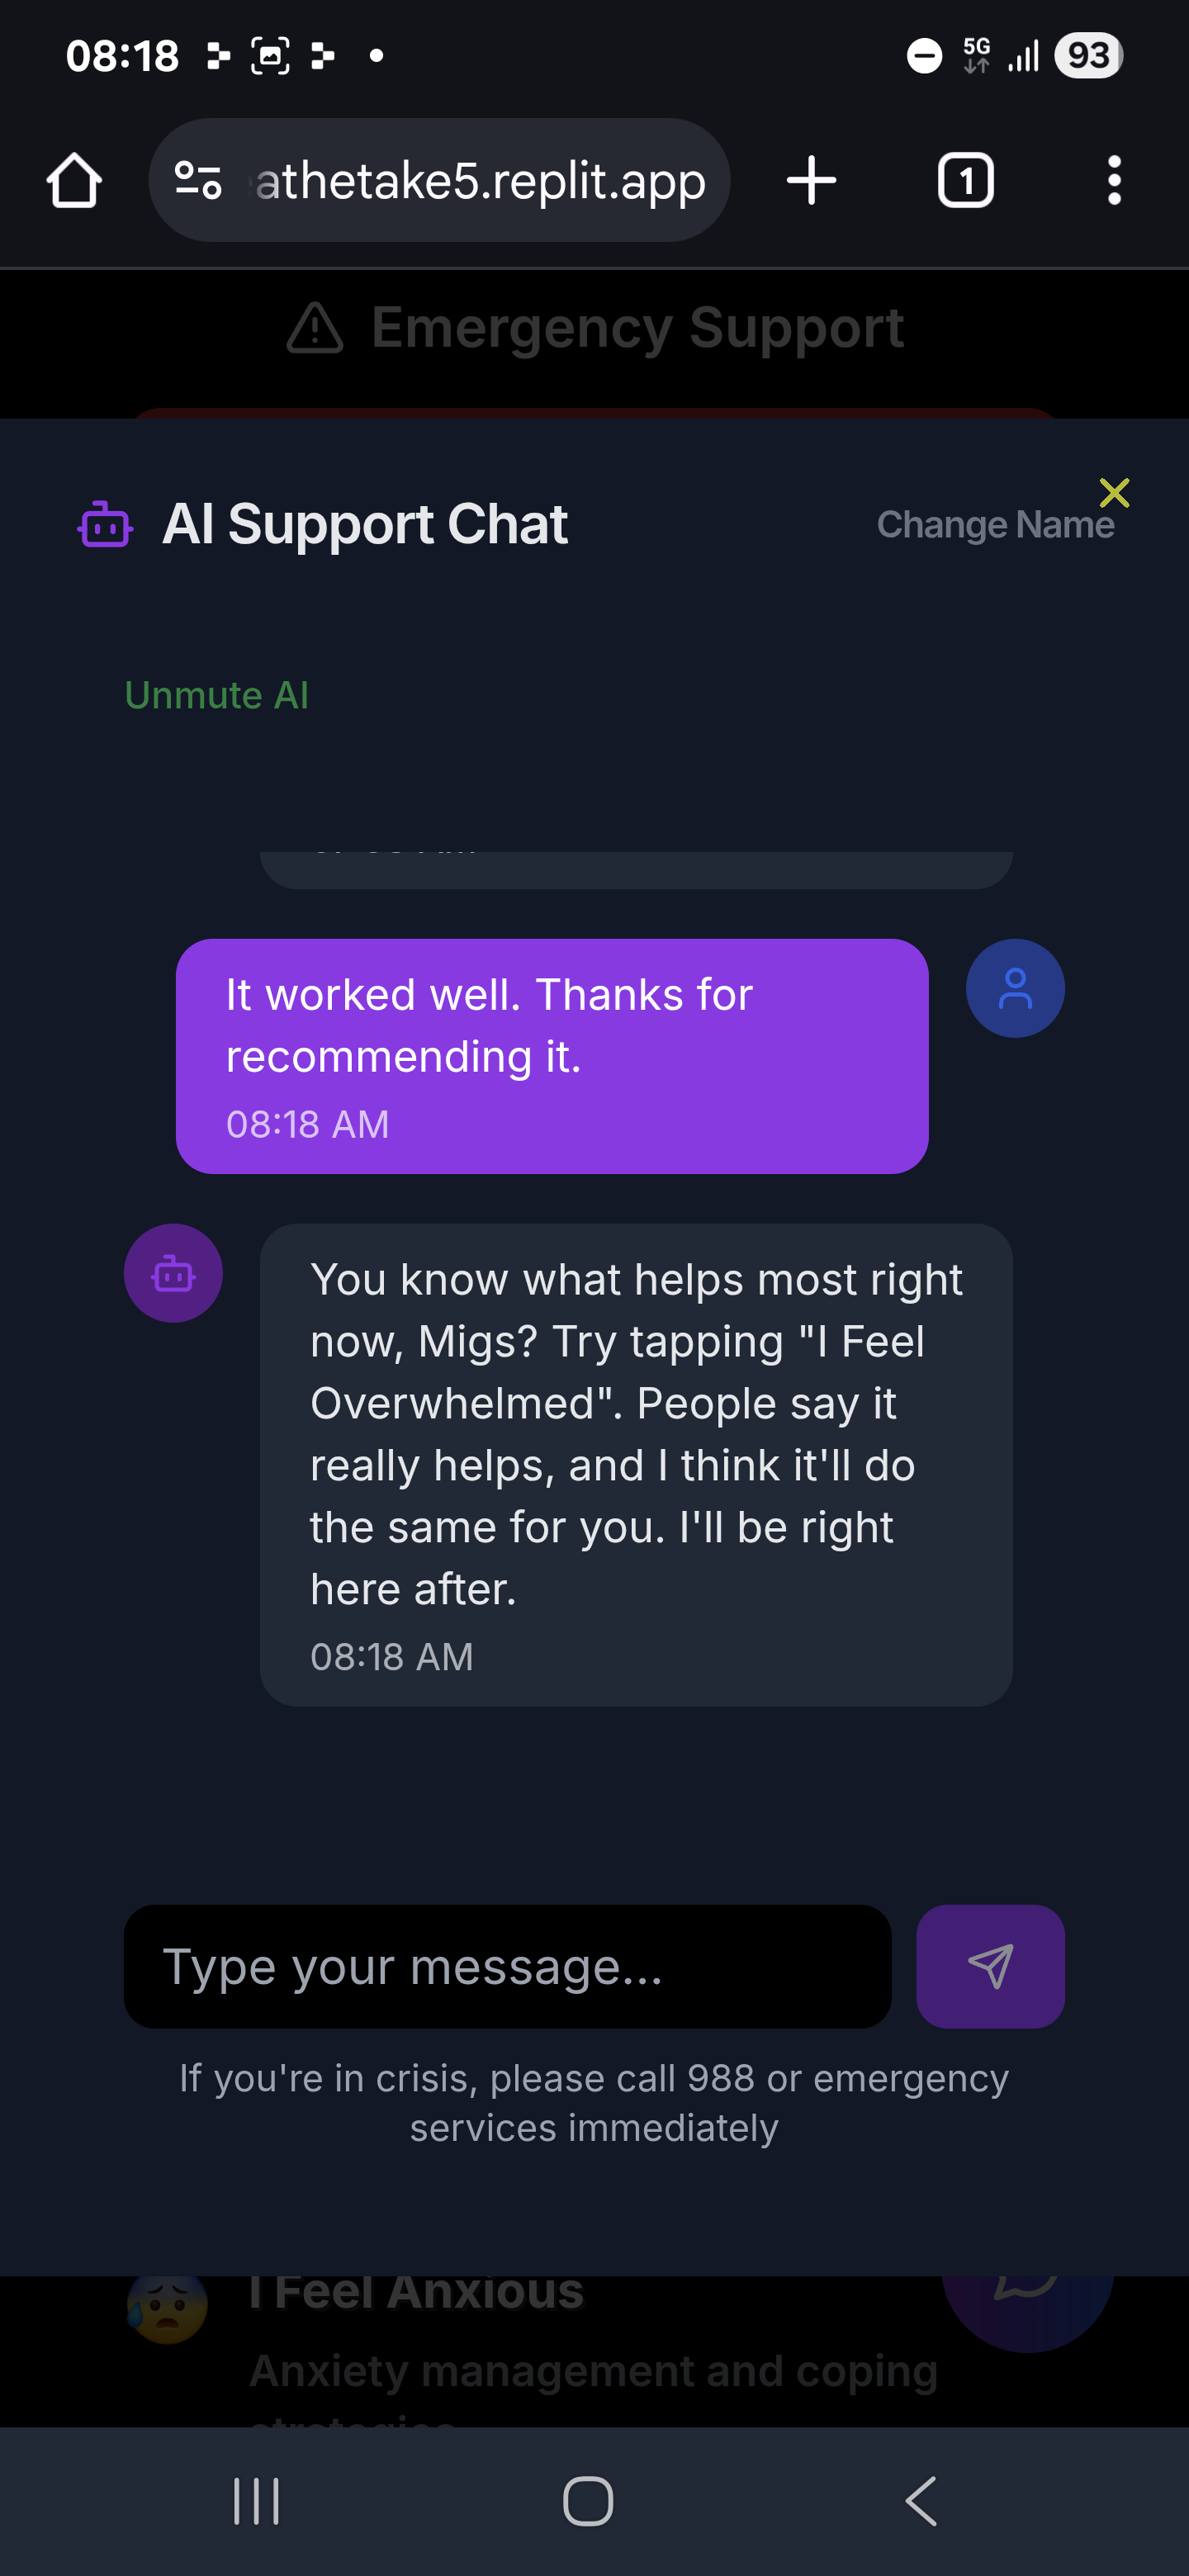 08:18
5G
93
athetake5.replit.app
1
Emergency Support
AI Support Chat
Change Name
Unmute AI
It worked well. Thanks for
recommending it.
08:18 AM
You know what helps most right
now, Migs? Try tapping "I Feel
Overwhelmed". People say it
really helps, and I think it'll do
the same for you. I'll be right
here after.
08:18 AM
Type your message...
If you're in crisis, please call 988 or emergency
services immediately
I Feel Anxious
Anxiety management and coping